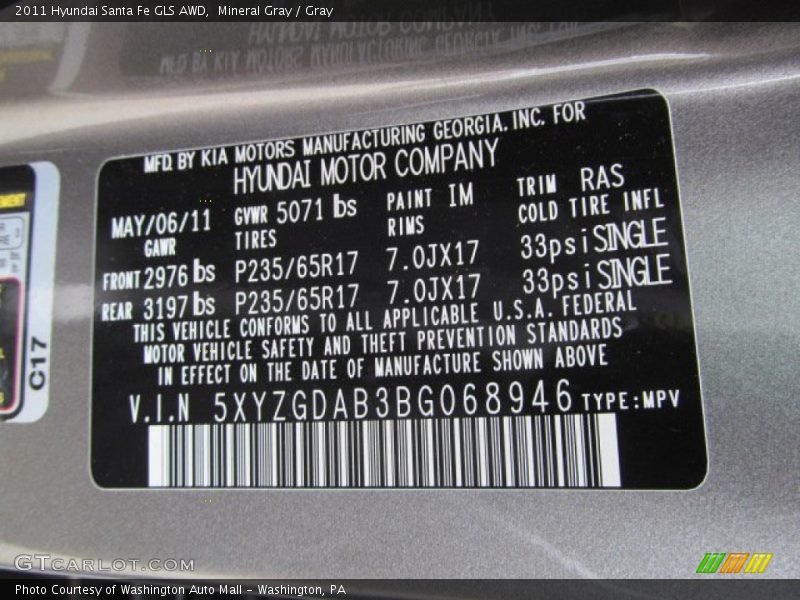 2011 Hyundai Santa Fe GLS AWD, Mineral Gray / Gray
MFD. BY KIA MOTORS MANUFACTURING GEORGIA. INC. FOR
HYUNDAI MOTOR COMPANY
MAY/06/11 GVWR 5071 lbs PAINT IM TRIM RAS
GAWR TIRES RIMS COLD TIRE INFL
FRONT 2976 lbs P235/65R17 7.0JX17 33psi SINGLE
REAR 3197 lbs P235/65R17 7.0JX17 33psi SINGLE
THIS VEHICLE CONFORMS TO ALL APPLICABLE U.S.A. FEDERAL
MOTOR VEHICLE SAFETY AND THEFT PREVENTION STANDARDS
IN EFFECT ON THE DATE OF MANUFACTURE SHOWN ABOVE
V.I.N 5XYZGDAB3BG068946 TYPE:MPV
C17
GTCARLOT.COM
Photo Courtesy of Washington Auto Mall - Washington, PA